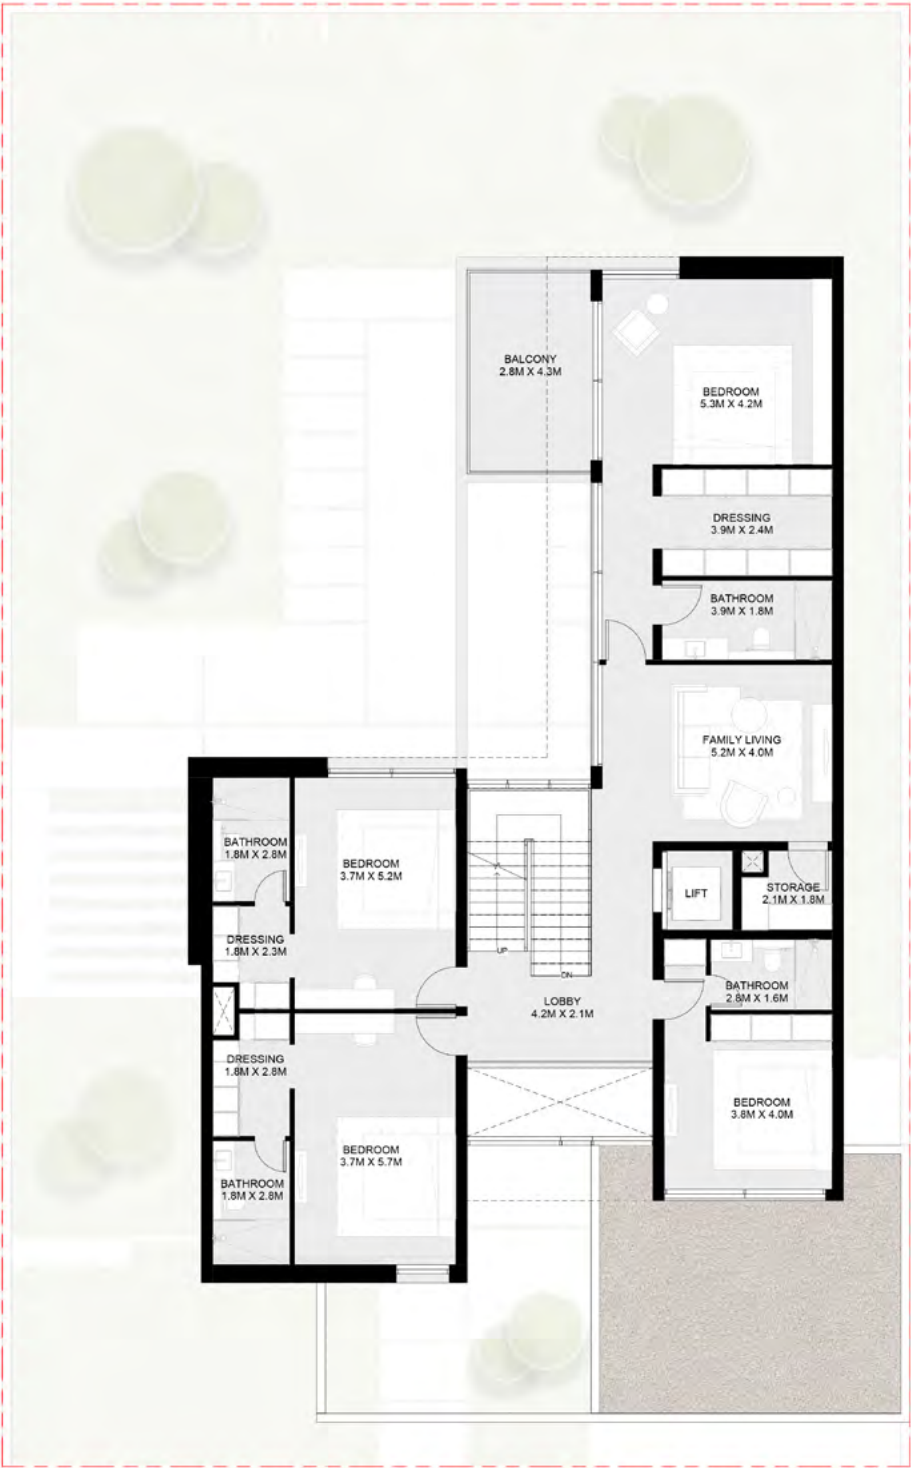 BALCONY
2.8M X 4.3M
BEDROOM
5.3M X 4.2M
DRESSING
3.9M X 2.4M
BATHROOM
3.9M X 1.8M
FAMILY LIVING
5.2M X 4.0M
BATHROOM
1.8M X 2.8M
BEDROOM
3.7M X 5.2M
LIFT
STORAGE
2.1M X 1.8M
DRESSING
1.8M X 2.3M
UP
DN
BATHROOM
2.8M X 1.6M
LOBBY
4.2M X 2.1M
DRESSING
1.8M X 2.8M
BEDROOM
3.8M X 4.0M
BEDROOM
3.7M X 5.7M
BATHROOM
1.8M X 2.8M